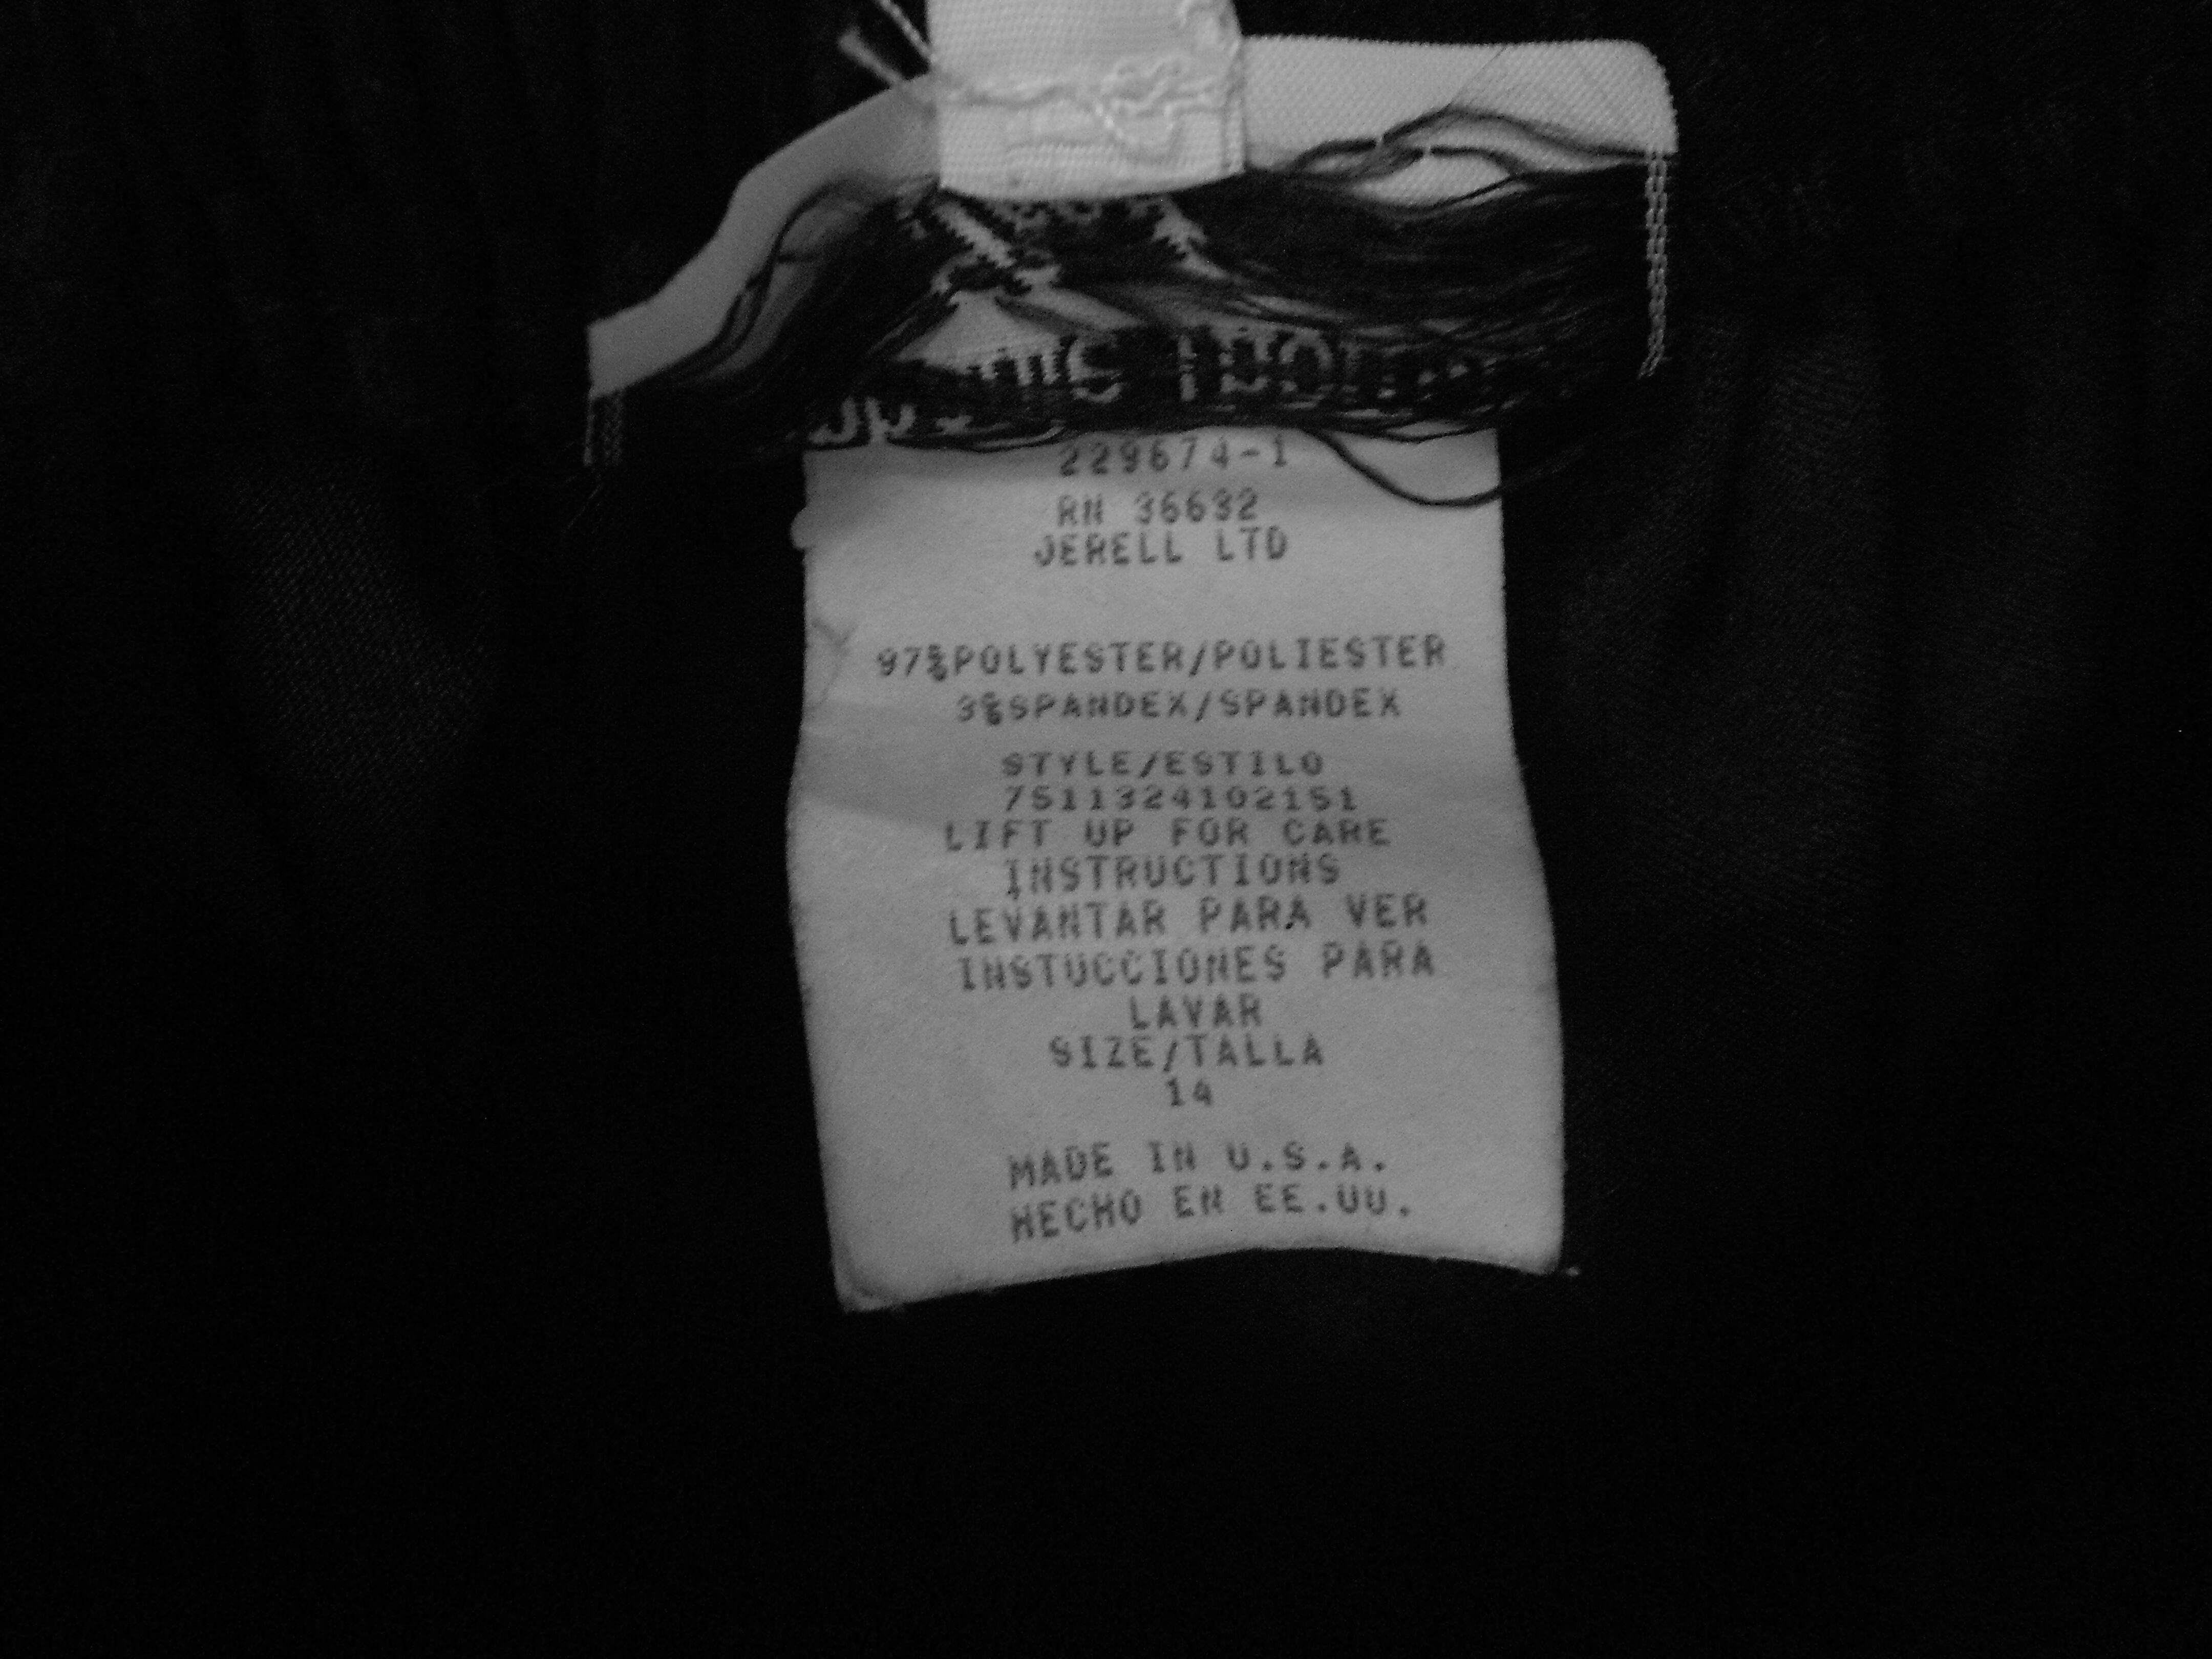 229674-1
RN 36632
JERELL LTD
97%POLYESTER/POLIESTER
3%SPANDEX/SPANDEX
STYLE/ESTILO
7511324102151
LIFT UP FOR CARE
INSTRUCTIONS
LEVANTAR PARA VER
INSTUCCIONES PARA
LAVAR
SIZE/TALLA
14
MADE IN U.S.A.
HECHO EN EE.UU.